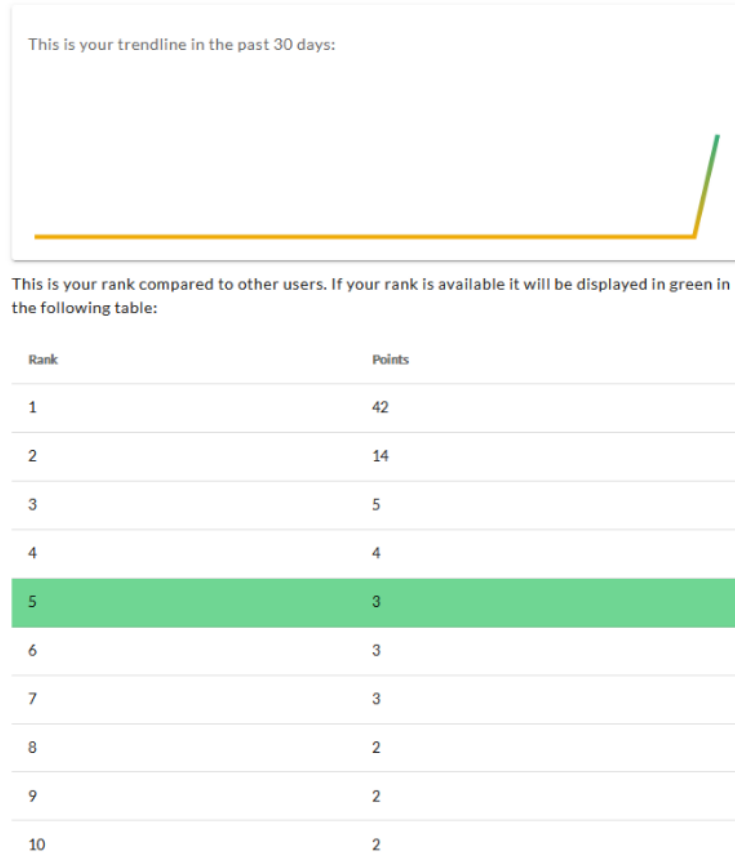 This is your trendline in the past 30 days:
This is your rank compared to other users. If your rank is available it will be displayed in green in
the following table:
Rank Points
1 42
2 14
3 5
4 4
5 3
6 3
7 3
8 2
9 2
10 2